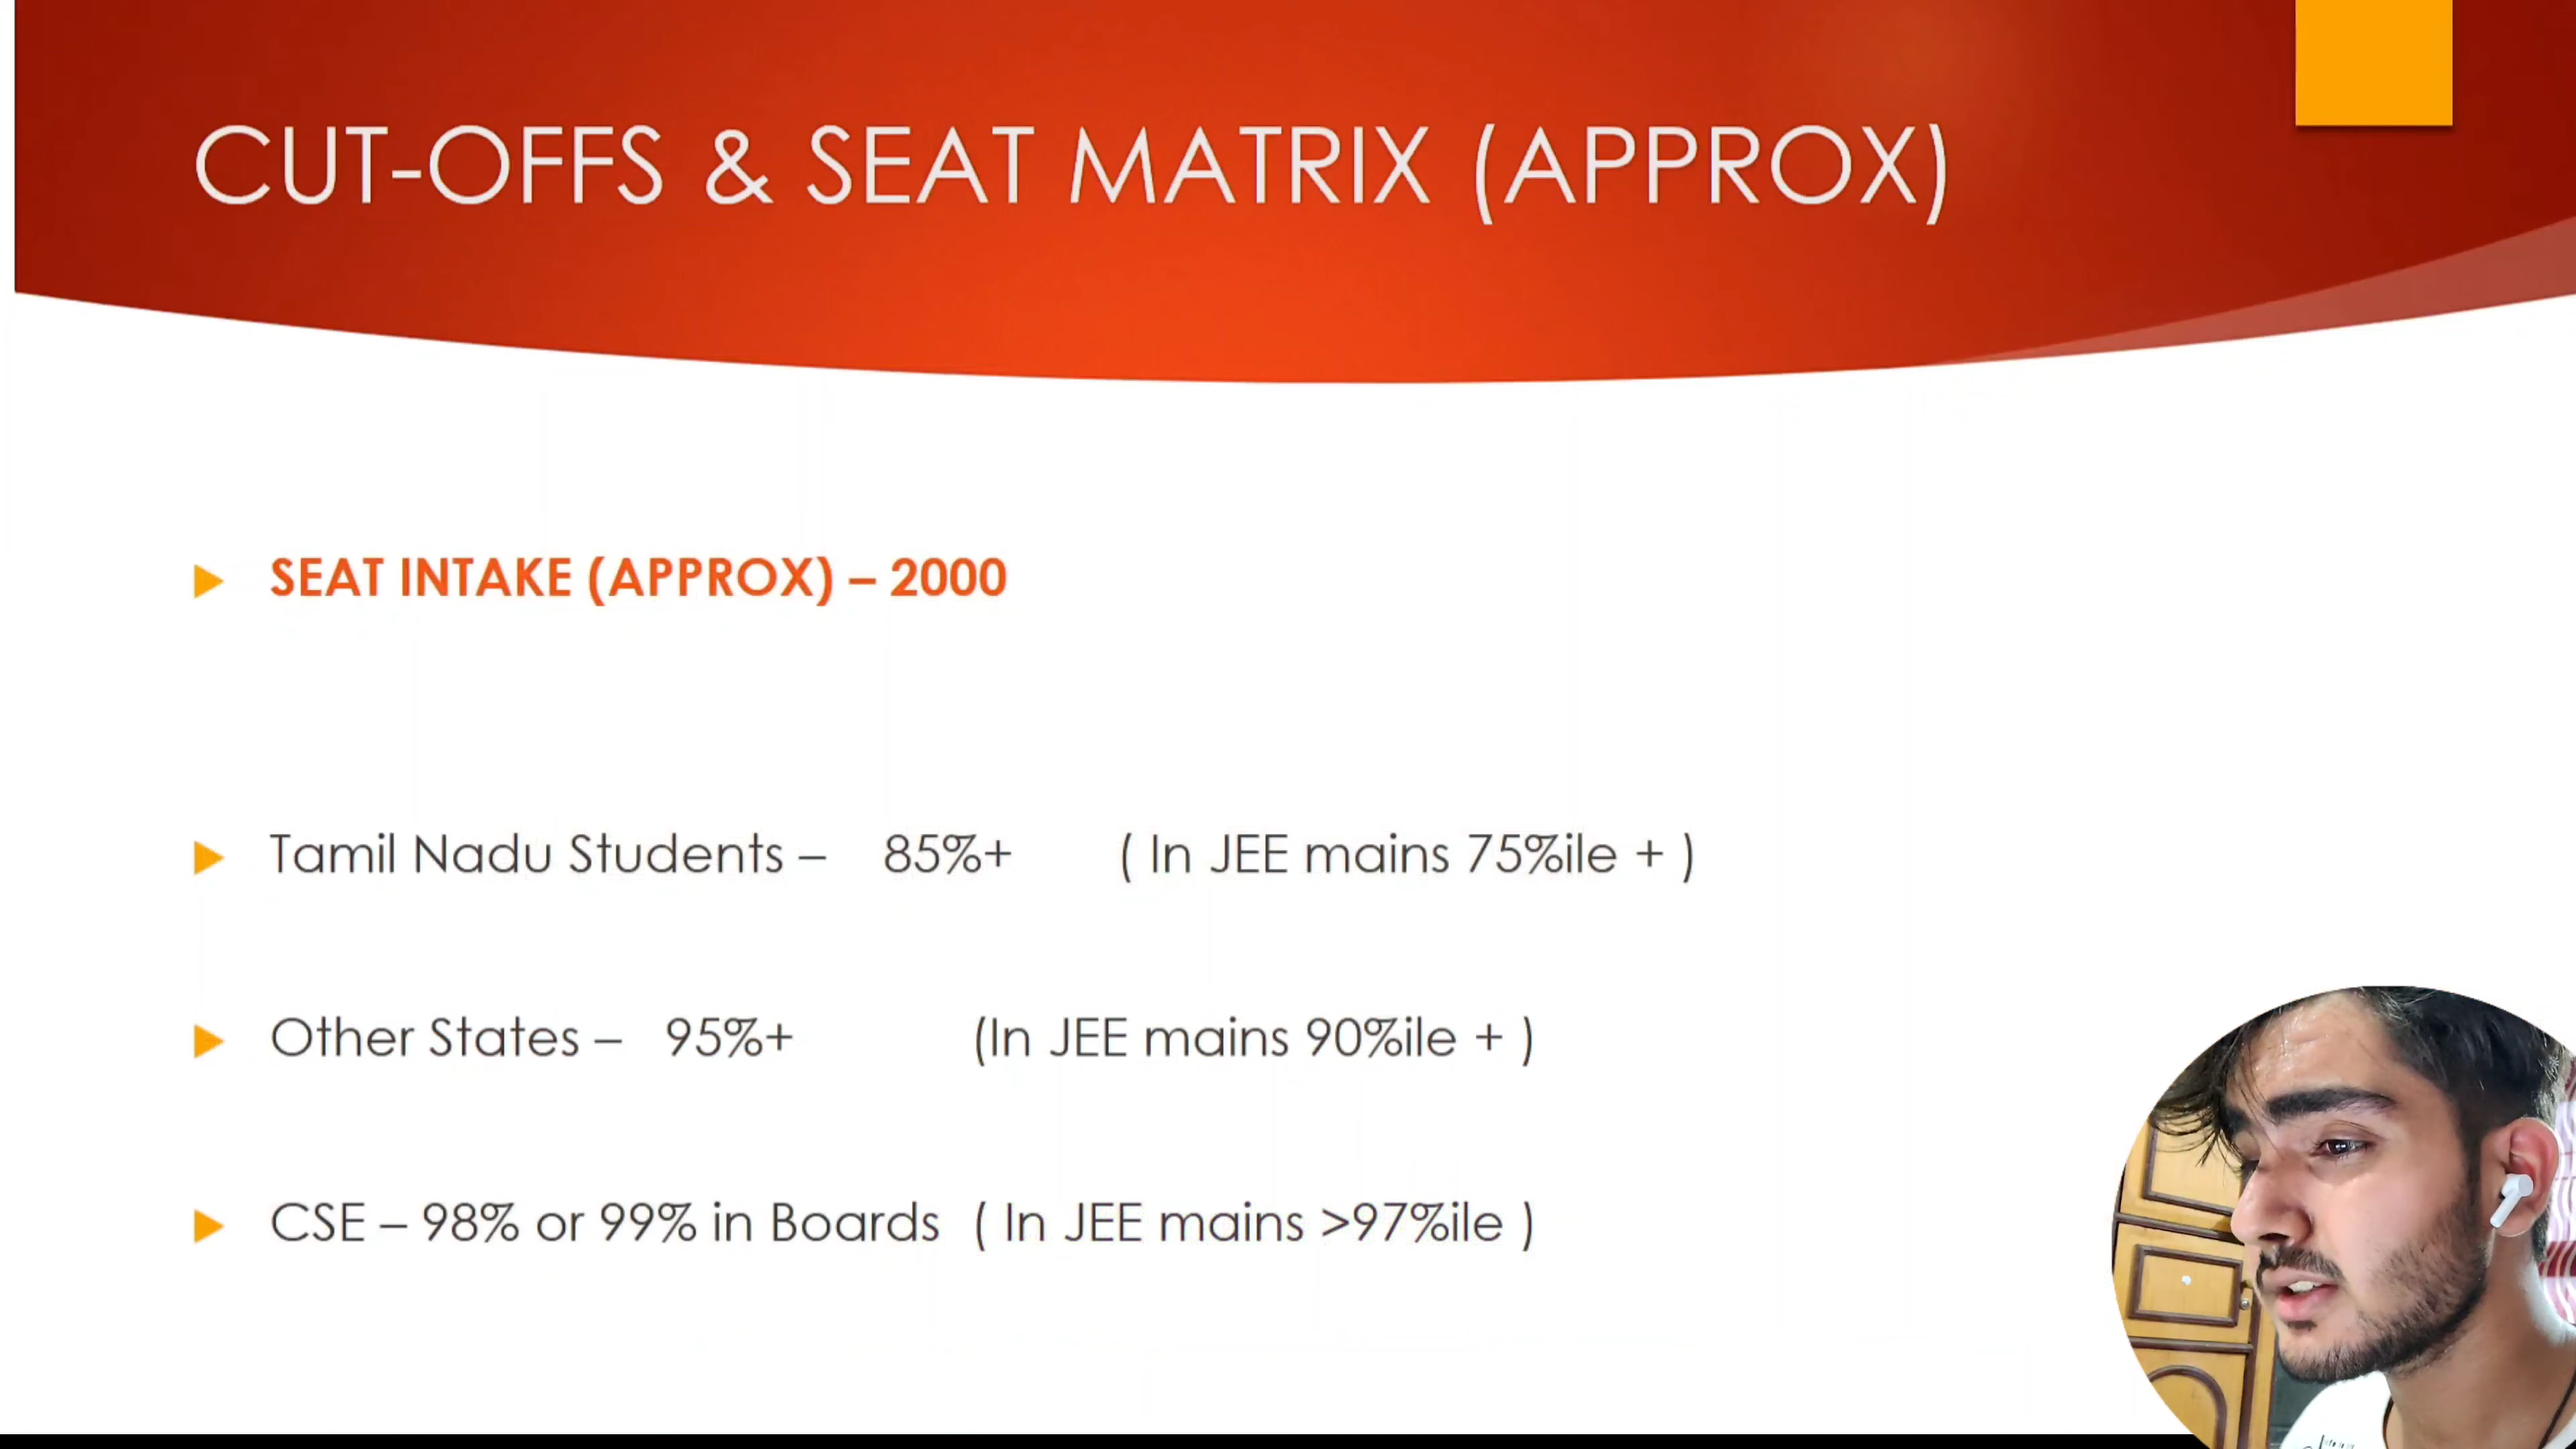 CUT-OFFS & SEAT MATRIX (APPROX)
SEAT INTAKE (APPROX) – 2000
Tamil Nadu Students – 85%+ ( In JEE mains 75%ile + )
Other States – 95%+ (In JEE mains 90%ile + )
CSE – 98% or 99% in Boards ( In JEE mains >97%ile )